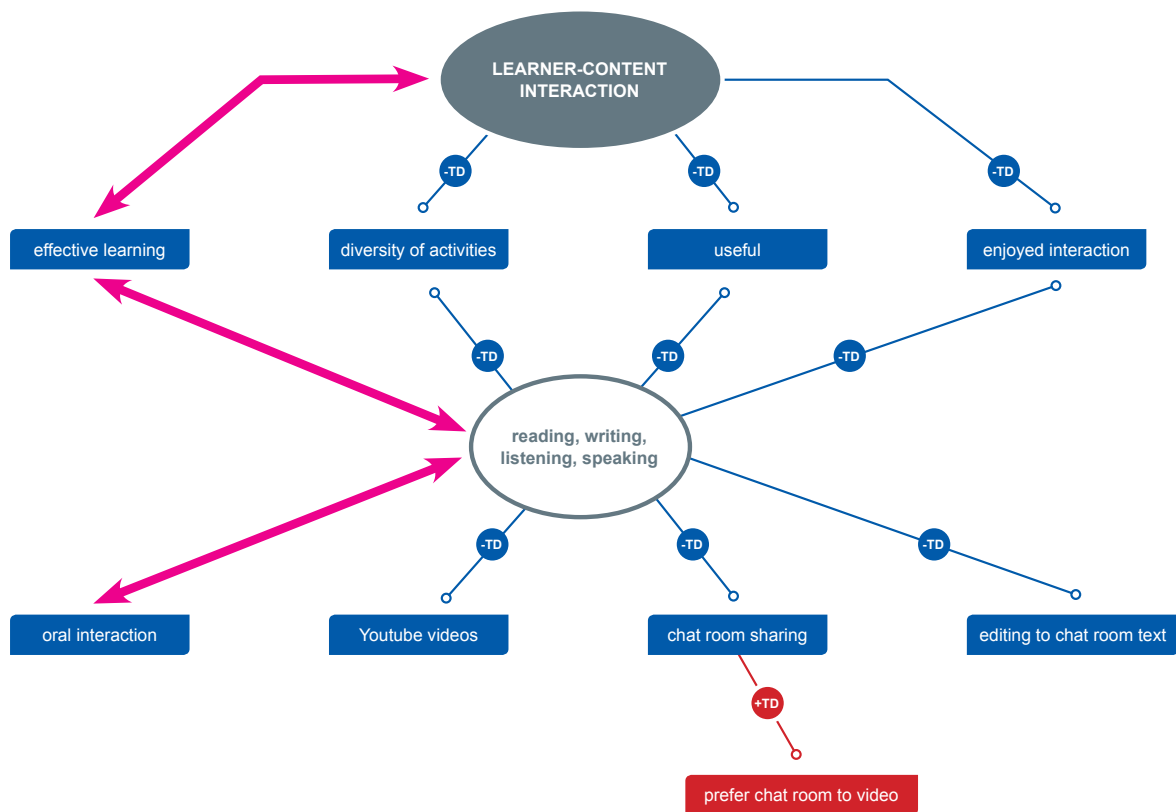 LEARNER-CONTENT
INTERACTION
-TD
-TD
-TD
effective learning
diversity of activities
useful
enjoyed interaction
-TD
-TD
-TD
reading, writing,
listening, speaking
-TD
-TD
-TD
oral interaction
Youtube videos
chat room sharing
editing to chat room text
+TD
prefer chat room to video